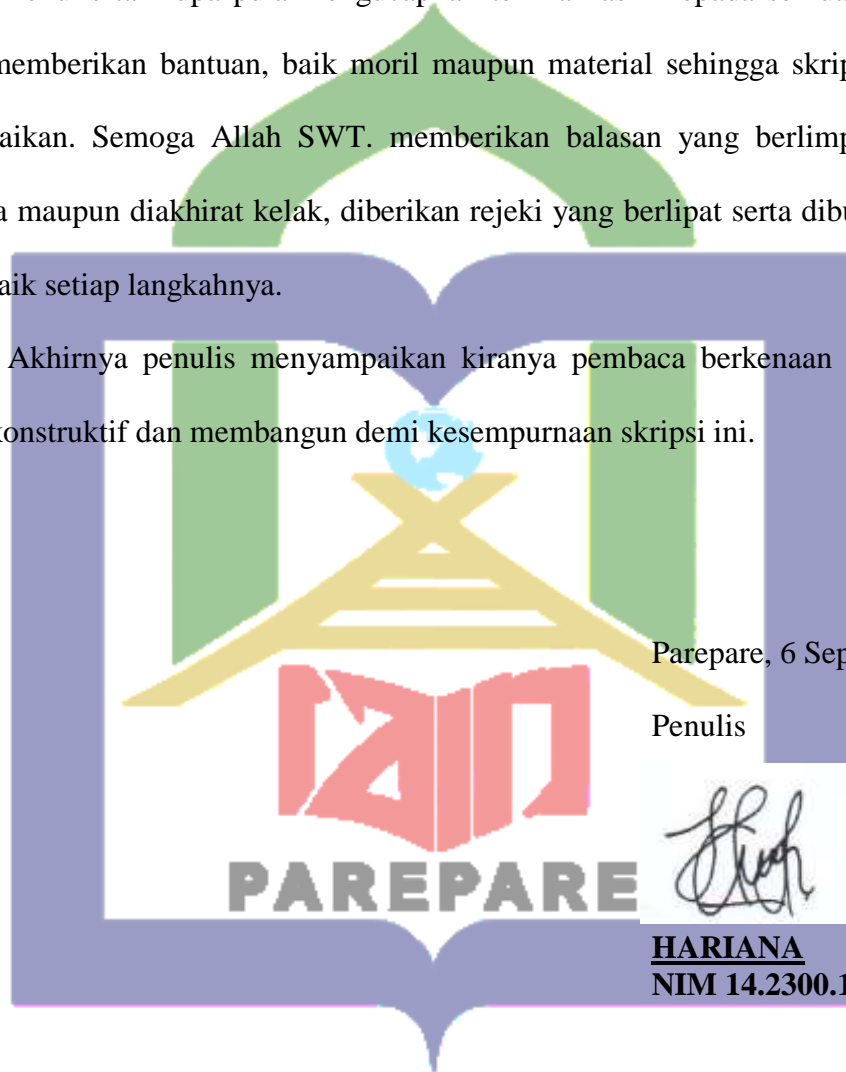 memberikan bantuan, baik moril maupun material sehingga skrip
aikan. Semoga Allah SWT. memberikan balasan yang berlimp
a maupun diakhirat kelak, diberikan rejeki yang berlipat serta dibu
aik setiap langkahnya.
Akhirnya penulis menyampaikan kiranya pembaca berkenaan
konstruktif dan membangun demi kesempurnaan skripsi ini.
Parepare, 6 Sep
Penulis
IAIN
PAREPARE
HARIANA
NIM 14.2300.1